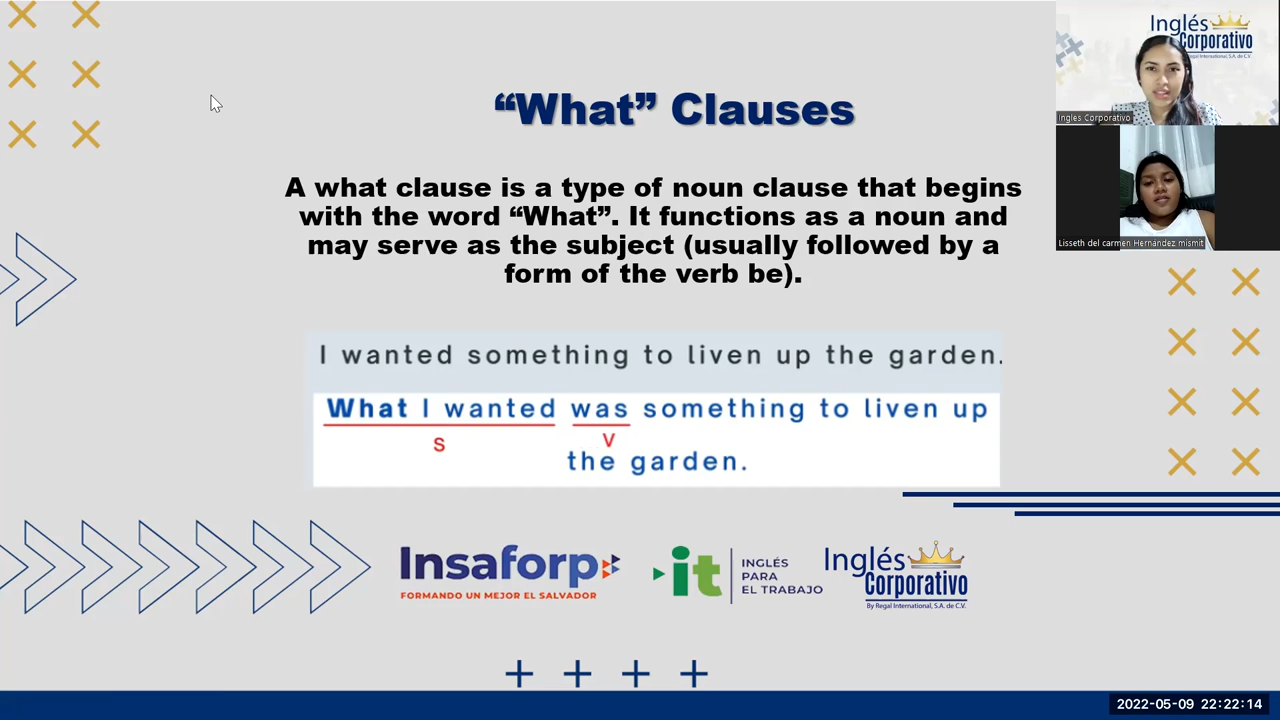 Inglés
Corporativo
By Regal International, S.A. de C.V.
Ingles Corporativo
“What” Clauses
A what clause is a type of noun clause that begins
with the word “What”. It functions as a noun and
may serve as the subject (usually followed by a
form of the verb be).
Lisseth del carmen Hernández mismit
I wanted something to liven up the garden.
What I wanted was something to liven up
S
V
the garden.
Insaforp
FORMANDO UN MEJOR EL SALVADOR
it
INGLÉS
PARA
EL TRABAJO
Inglés
Corporativo
By Regal International, S.A. de C.V.
2022-05-09 22:22:14